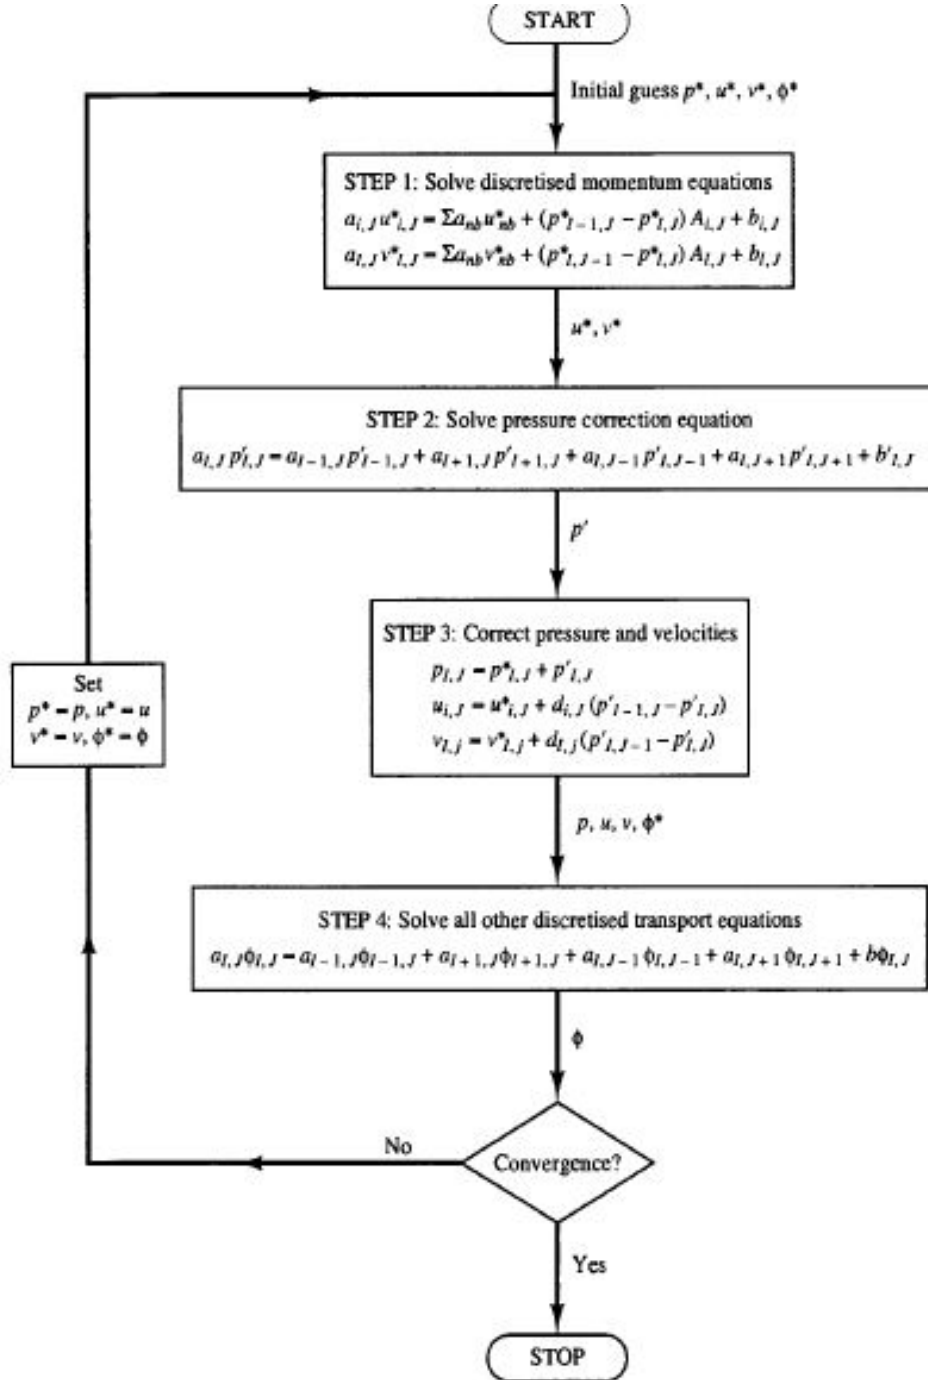 START
Initial guess p*, u*, v*, ϕ*
STEP 1: Solve discretised momentum equations
a_{i,J} u*_{i,J} = Σa_{nb} u*_{nb} + (p*_{I-1,J} - p*_{I,J}) A_{i,J} + b_{i,J}
a_{I,J} v*_{I,J} = Σa_{nb} v*_{nb} + (p*_{I,J-1} - p*_{I,J}) A_{I,J} + b_{I,J}
u*, v*
STEP 2: Solve pressure correction equation
a_{I,J} p'_{I,J} = a_{I-1,J} p'_{I-1,J} + a_{I+1,J} p'_{I+1,J} + a_{I,J-1} p'_{I,J-1} + a_{I,J+1} p'_{I,J+1} + b'_{I,J}
p'
STEP 3: Correct pressure and velocities
p_{I,J} = p*_{I,J} + p'_{I,J}
u_{i,J} = u*_{i,J} + d_{i,J} (p'_{I-1,J} - p'_{I,J})
v_{I,j} = v*_{I,j} + d_{I,j} (p'_{I,J-1} - p'_{I,J})
Set
p* = p, u* = u
v* = v, ϕ* = ϕ
p, u, v, ϕ*
STEP 4: Solve all other discretised transport equations
a_{I,J} ϕ_{I,J} = a_{I-1,J} ϕ_{I-1,J} + a_{I+1,J} ϕ_{I+1,J} + a_{I,J-1} ϕ_{I,J-1} + a_{I,J+1} ϕ_{I,J+1} + bϕ_{I,J}
ϕ
No
Convergence?
Yes
STOP